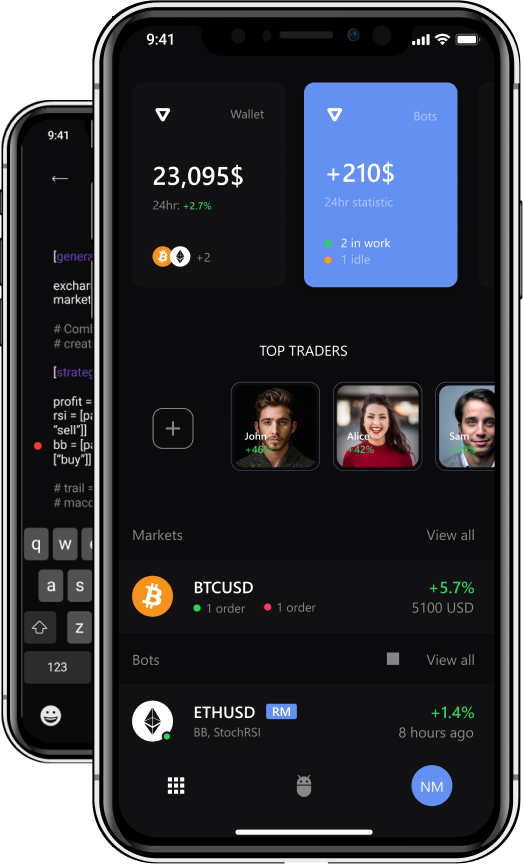 9:41
[genera
exchar
market
# Comb
# creat
[strateg
profit =
rsi = [pa
"sell"]]
bb = [pa
["buy"]]
# trail =
# macc
q w
a s
z
123
9:41
Wallet
23,095$
24hr: +2.7%
+2
Bots
+210$
24hr statistic
2 in work
1 idle
TOP TRADERS
John
+46%
Alice
+42%
Sam
Markets
View all
BTCUSD
+5.7%
1 order
1 order
5100 USD
Bots
View all
ETHUSD
RM
+1.4%
BB, StochRSI
8 hours ago
NM